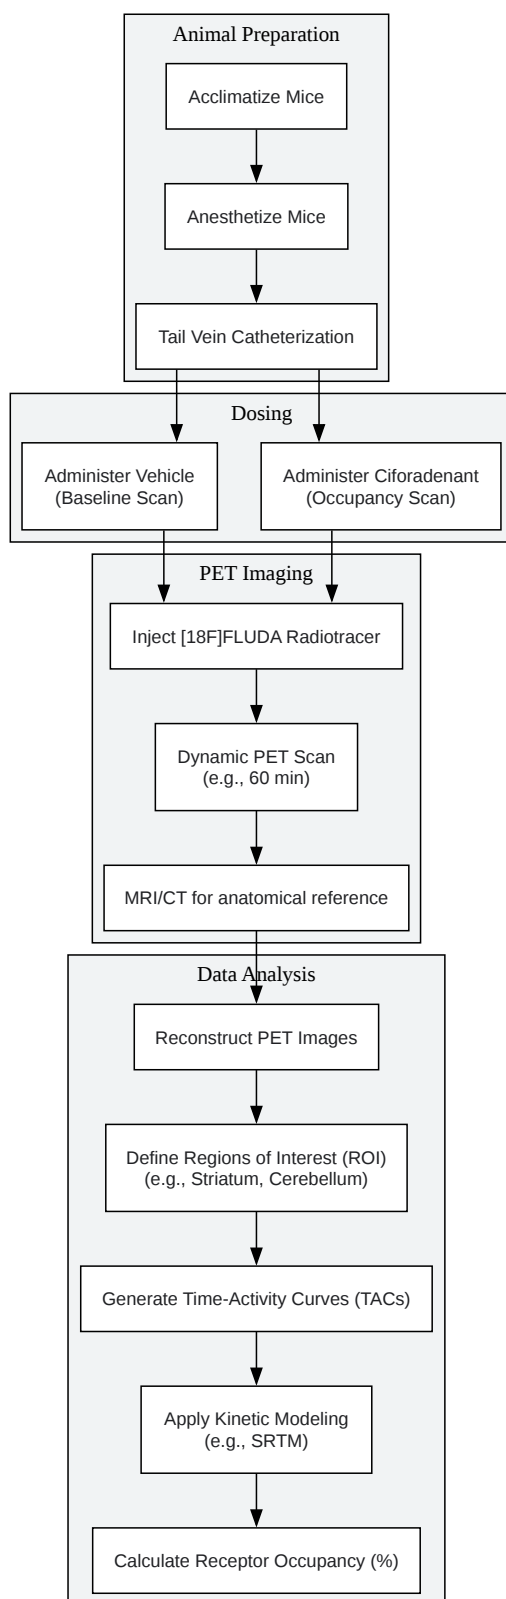 Animal Preparation
Acclimatize Mice
Anesthetize Mice
Tail Vein Catheterization
Dosing
Administer Vehicle
(Baseline Scan)
Administer Ciforadenant
(Occupancy Scan)
PET Imaging
Inject [18F]FLUDA Radiotracer
Dynamic PET Scan
(e.g., 60 min)
MRI/CT for anatomical reference
Data Analysis
Reconstruct PET Images
Define Regions of Interest (ROI)
(e.g., Striatum, Cerebellum)
Generate Time-Activity Curves (TACs)
Apply Kinetic Modeling
(e.g., SRTM)
Calculate Receptor Occupancy (%)